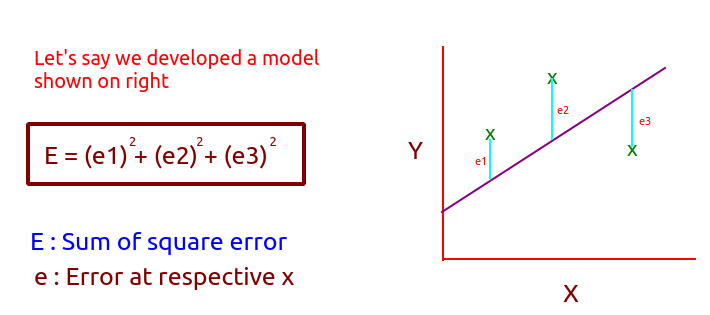 Let's say we developed a model
shown on right
E = (e1)²+ (e2)²+ (e3)²
E : Sum of square error
e : Error at respective x
Y
x
x
e2
e3
e1
x
X